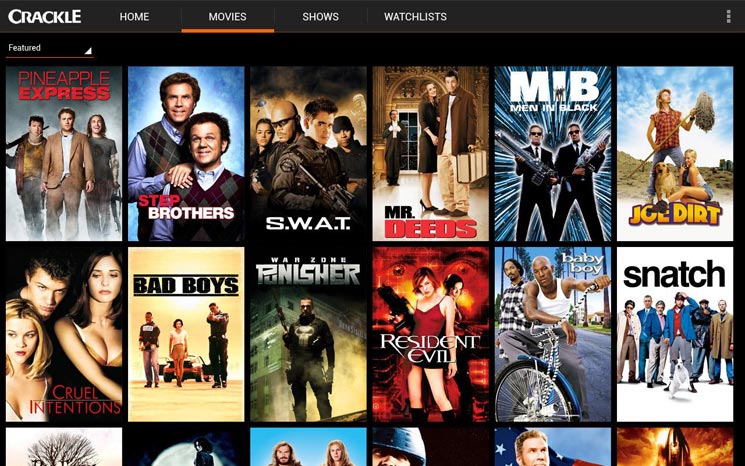 CRACKLE
HOME
MOVIES
SHOWS
WATCHLISTS
Featured
PINEAPPLE
EXPRESS
STEP
BROTHERS
S.W.A.T.
MR.
DEEDS
MIB
MEN IN BLACK
JOE DIRT
CRUEL
INTENTIONS
BAD BOYS
WAR ZONE
PUNISHER
RESIDENT
EVIL
baby
boy
snatch